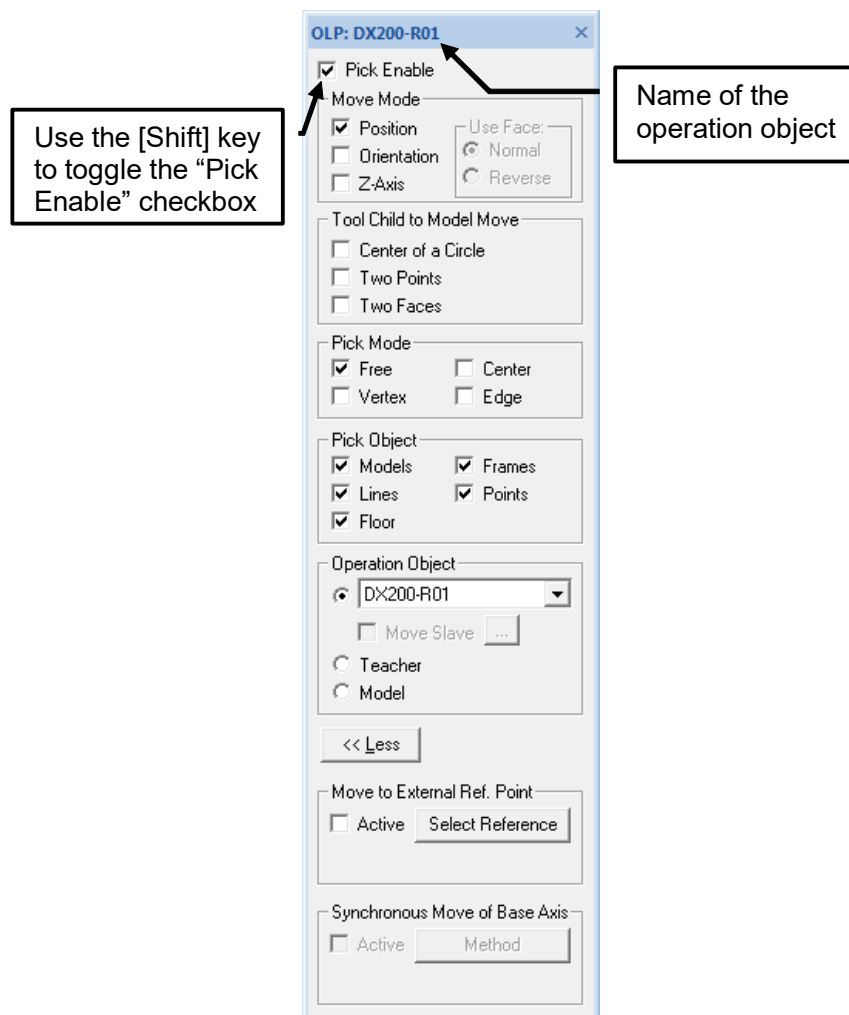 OLP: DX200-R01
Pick Enable
Name of the
operation object
Use the [Shift] key
to toggle the “Pick
Enable” checkbox
Move Mode
Position
Orientation
Z-Axis
Use Face:
Normal
Reverse
Tool Child to Model Move
Center of a Circle
Two Points
Two Faces
Pick Mode
Free Center
Vertex Edge
Pick Object
Models Frames
Lines Points
Floor
Operation Object
DX200-R01
Move Slave ...
Teacher
Model
<< Less
Move to External Ref. Point
Active Select Reference
Synchronous Move of Base Axis
Active Method